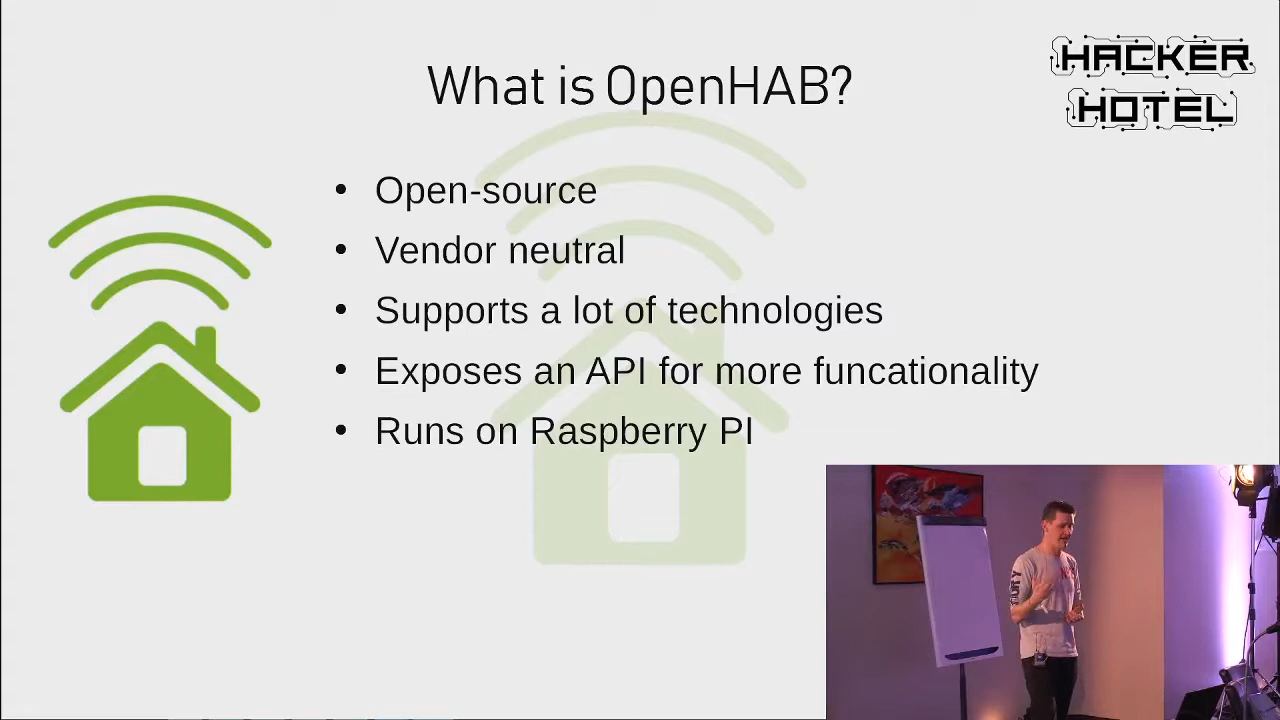 What is OpenHAB?
HACKER
HOTEL
• Open-source
• Vendor neutral
• Supports a lot of technologies
• Exposes an API for more funcationality
• Runs on Raspberry PI